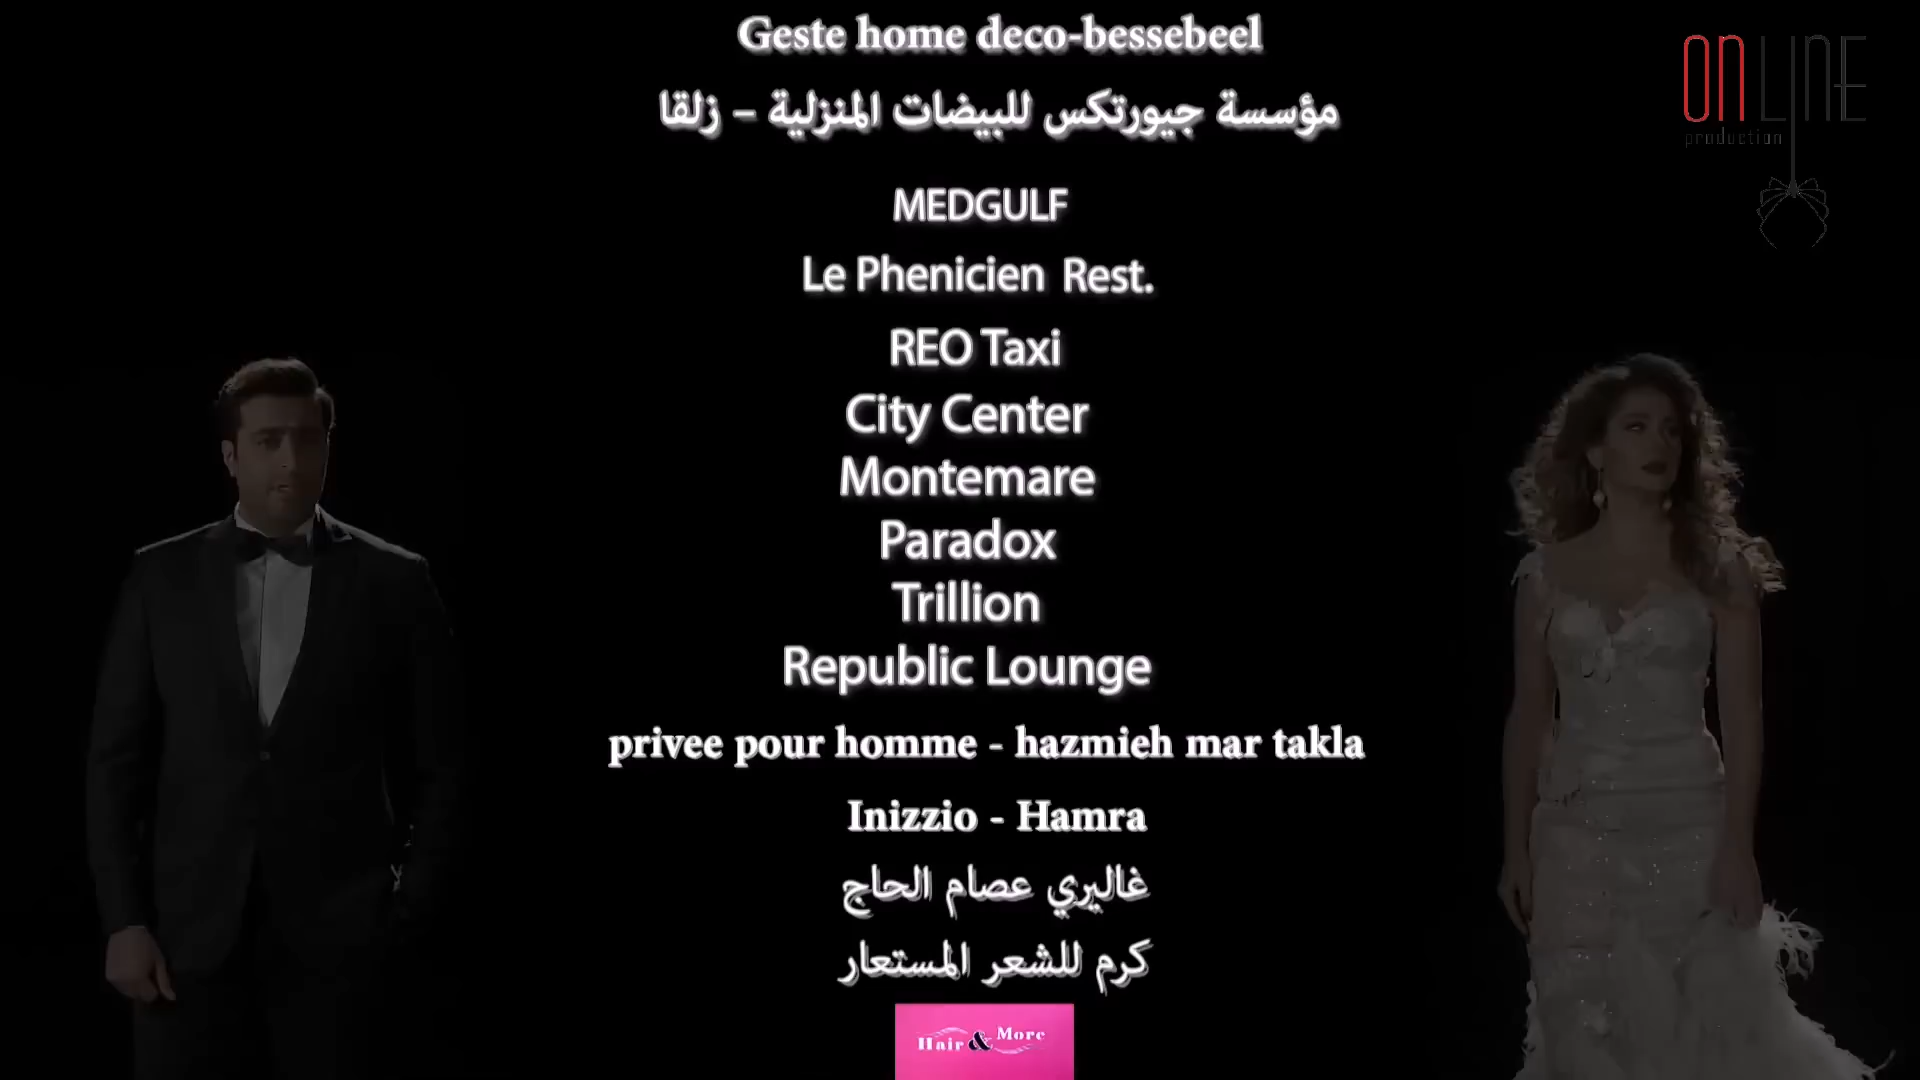 Geste home deco-bessebeel
مؤسسة جيورتكس للبيضات المنزلية – زلقا
MEDGULF
Le Phenicien Rest.
REO Taxi
City Center
Montemare
Paradox
Trillion
Republic Lounge
privee pour homme - hazmieh mar takla
Inizzio - Hamra
غاليري عصام الحاج
كرم للشعر المستعار
Hair & More
ONLINE
production